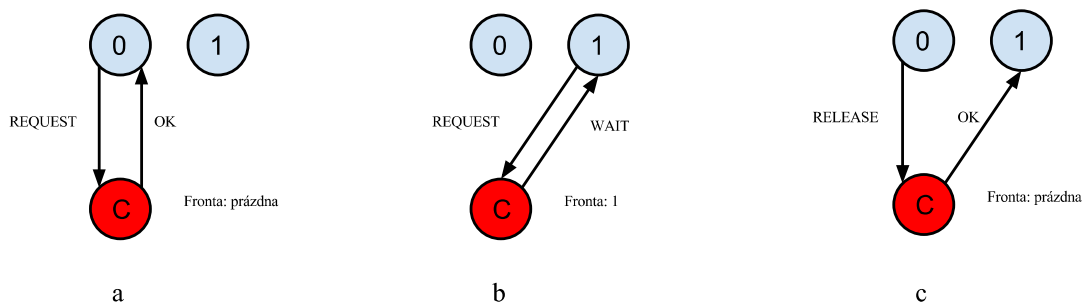 0 1
REQUEST OK
C Fronta: prázdna
a
0 1
REQUEST WAIT
C Fronta: 1
b
0 1
RELEASE OK
C Fronta: prázdna
c